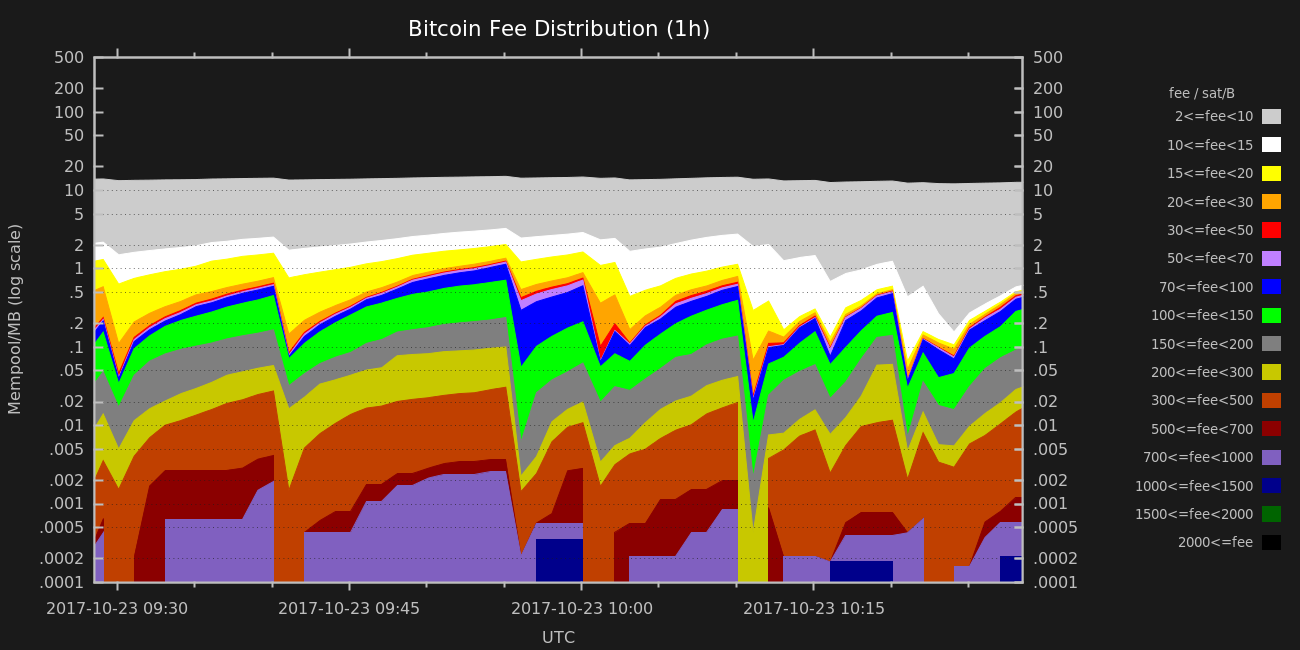 Bitcoin Fee Distribution (1h)
Mempool/MB (log scale)
500
200
100
50
20
10
5
2
1
.5
.2
.1
.05
.02
.01
.005
.002
.001
.0005
.0002
.0001
500
200
100
50
20
10
5
2
1
.5
.2
.1
.05
.02
.01
.005
.002
.001
.0005
.0002
.0001
fee / sat/B
2<=fee<10
10<=fee<15
15<=fee<20
20<=fee<30
30<=fee<50
50<=fee<70
70<=fee<100
100<=fee<150
150<=fee<200
200<=fee<300
300<=fee<500
500<=fee<700
700<=fee<1000
1000<=fee<1500
1500<=fee<2000
2000<=fee
2017-10-23 09:30
2017-10-23 09:45
2017-10-23 10:00
2017-10-23 10:15
UTC